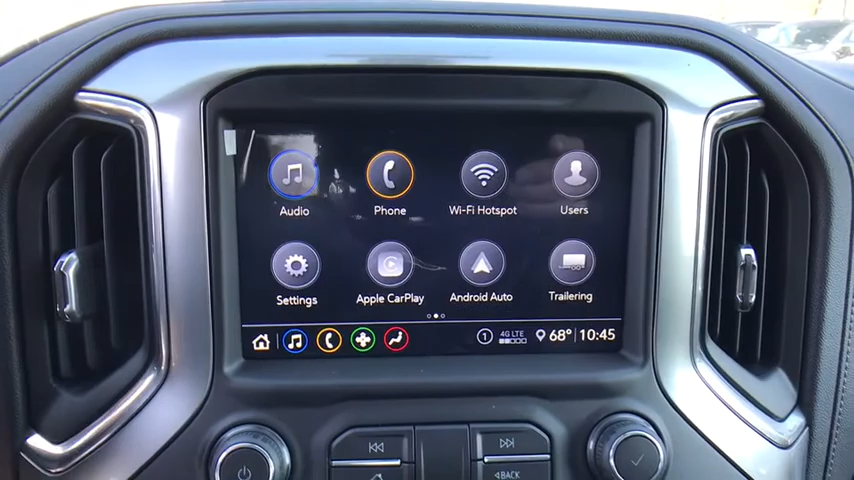 Audio Phone Wi-Fi Hotspot Users
Settings Apple CarPlay Android Auto Trailering
1 4G LTE 68° 10:45
BACK